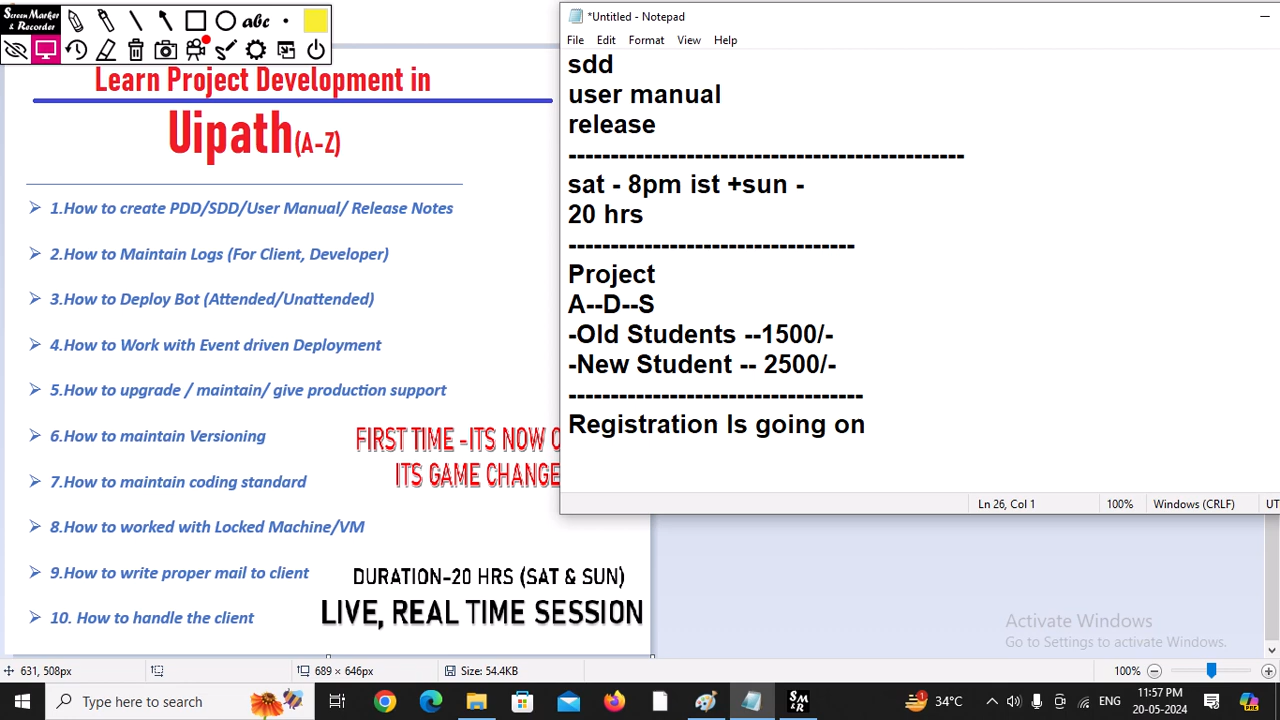 Screen Marker
& Recorder
abc
Learn Project Development in
Uipath(A-Z)
1.How to create PDD/SDD/User Manual/ Release Notes
2.How to Maintain Logs (For Client, Developer)
3.How to Deploy Bot (Attended/Unattended)
4.How to Work with Event driven Deployment
5.How to upgrade / maintain/ give production support
6.How to maintain Versioning
7.How to maintain coding standard
8.How to worked with Locked Machine/VM
9.How to write proper mail to client
10. How to handle the client
FIRST TIME -ITS NOW O
ITS GAME CHANGE
DURATION-20 HRS (SAT & SUN)
LIVE, REAL TIME SESSION
*Untitled - Notepad
File Edit Format View Help
sdd
user manual
release
-----------------------------------------------
sat - 8pm ist +sun -
20 hrs
----------------------------------
Project
A--D--S
-Old Students --1500/-
-New Student -- 2500/-
-----------------------------------
Registration Is going on
Ln 26, Col 1 100% Windows (CRLF) UT
Activate Windows
Go to Settings to activate Windows.
631, 508px 689 × 646px Size: 54.4KB 100%
Type here to search
1 34°C ENG 11:57 PM
20-05-2024
PRE